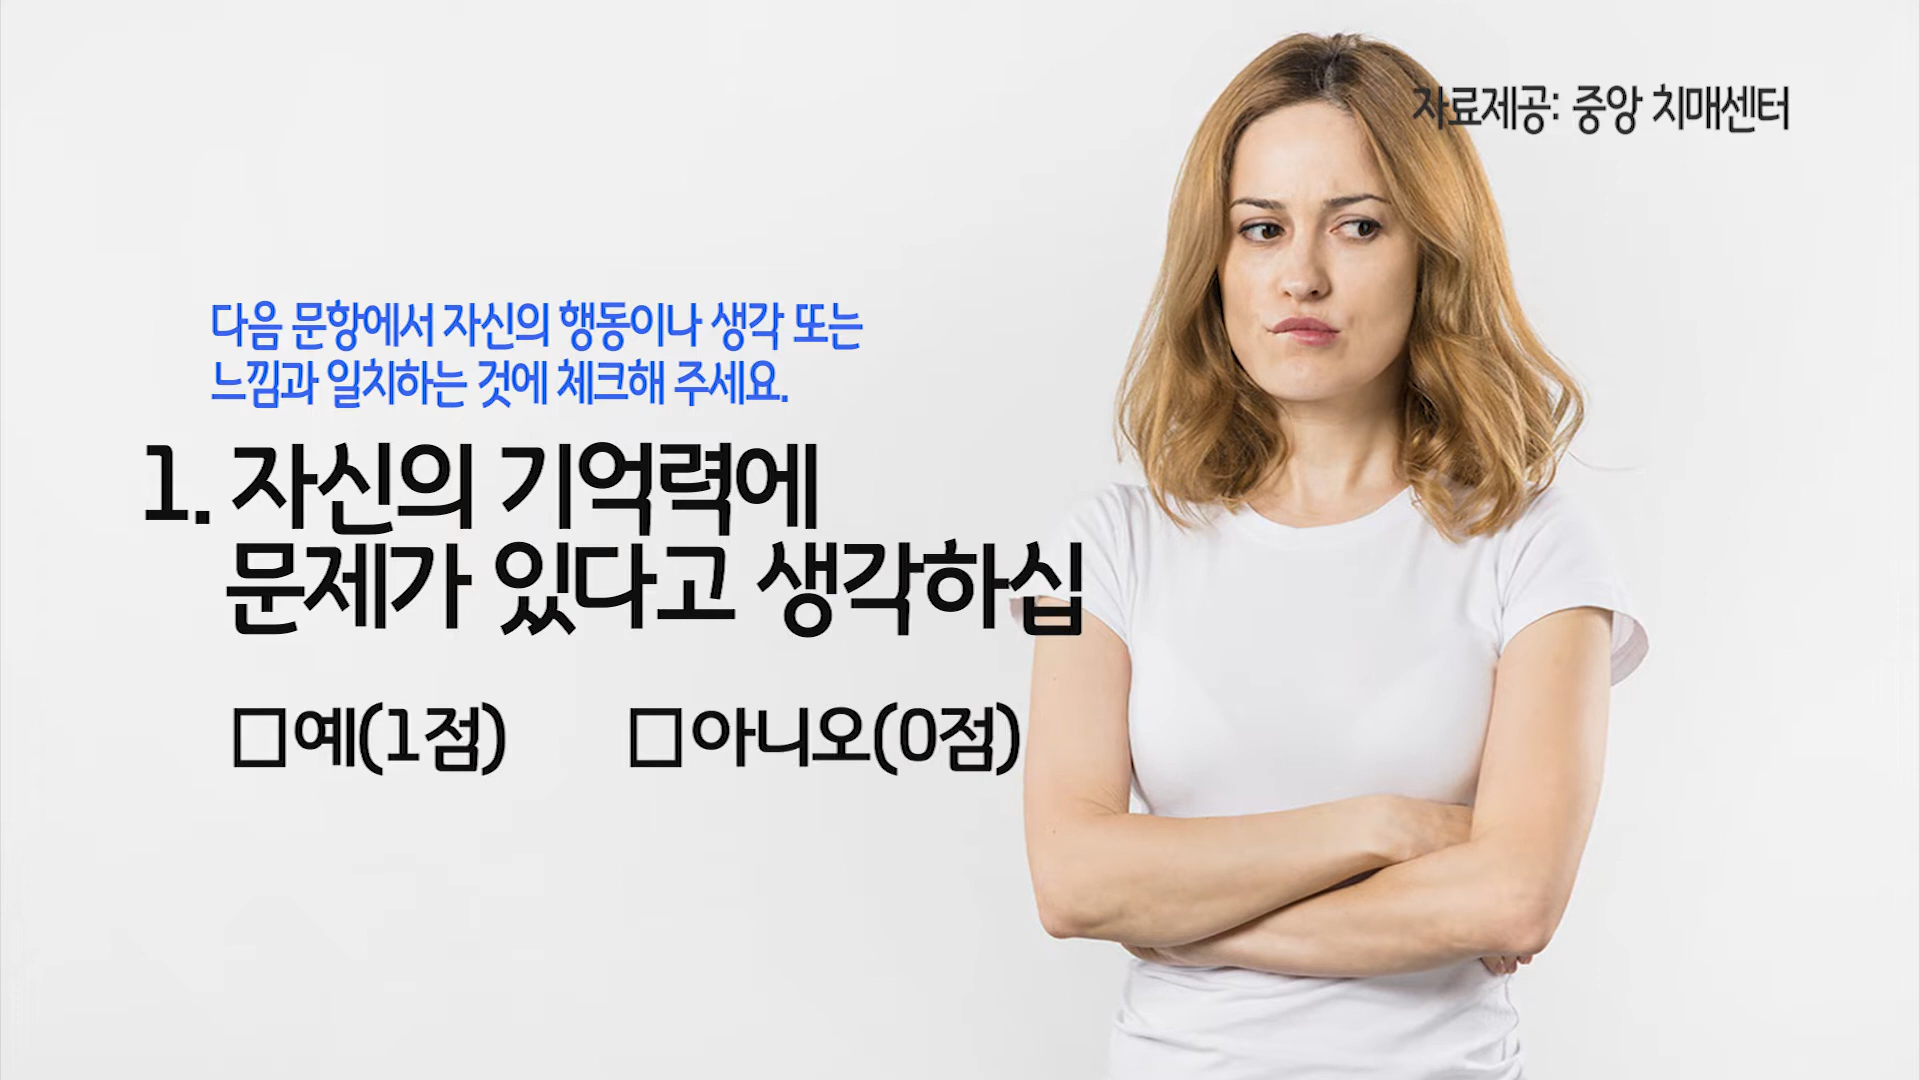 자료제공: 중앙 치매센터
다음 문항에서 자신의 행동이나 생각 또는
느낌과 일치하는 것에 체크해 주세요.
1. 자신의 기억력에
문제가 있다고 생각하십
□예(1점) □아니오(0점)